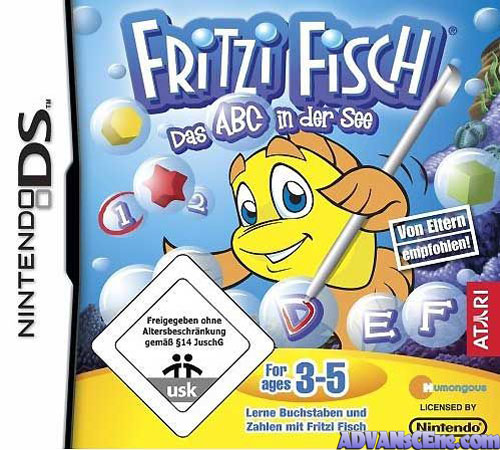 NINTENDO DS™
FRITZI FISCH®
Das ABC in der See
1 2
Von Eltern
empfohlen!
D E F
ATARI
Freigegeben ohne
Altersbeschränkung
gemäß §14 JuschG
usk
For
ages 3-5
Lerne Buchstaben und
Zahlen mit Fritzi Fisch
Humongous
LICENSED BY
Nintendo
ADVANsCEne.com